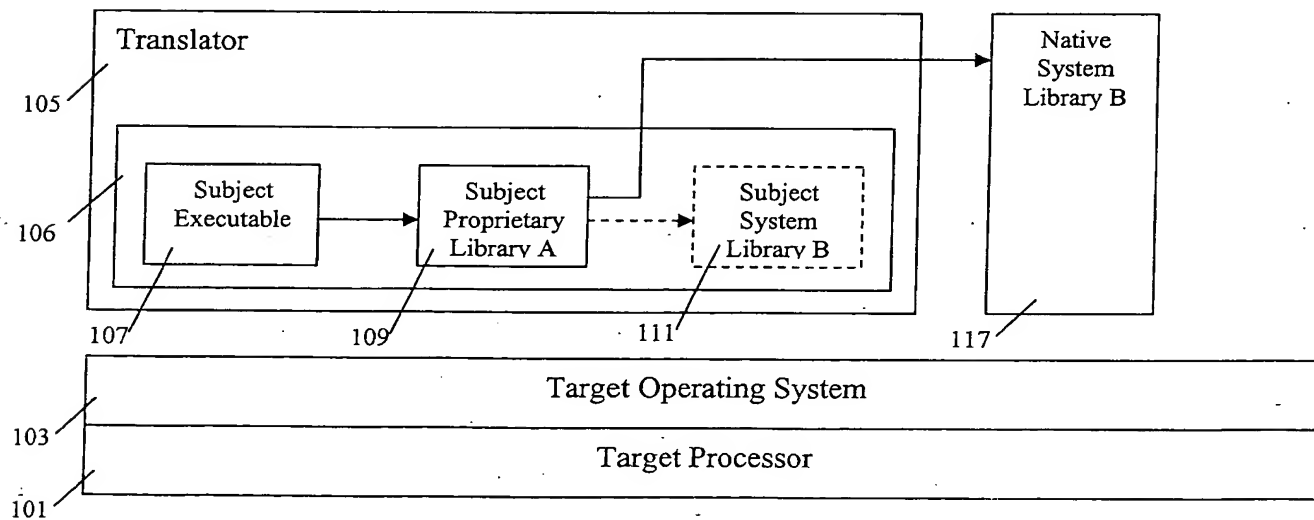 Translator
Native
System
Library B
105
Subject
Executable
Subject
Proprietary
Library A
Subject
System
Library B
106
107
109
111
117
Target Operating System
103
Target Processor
101